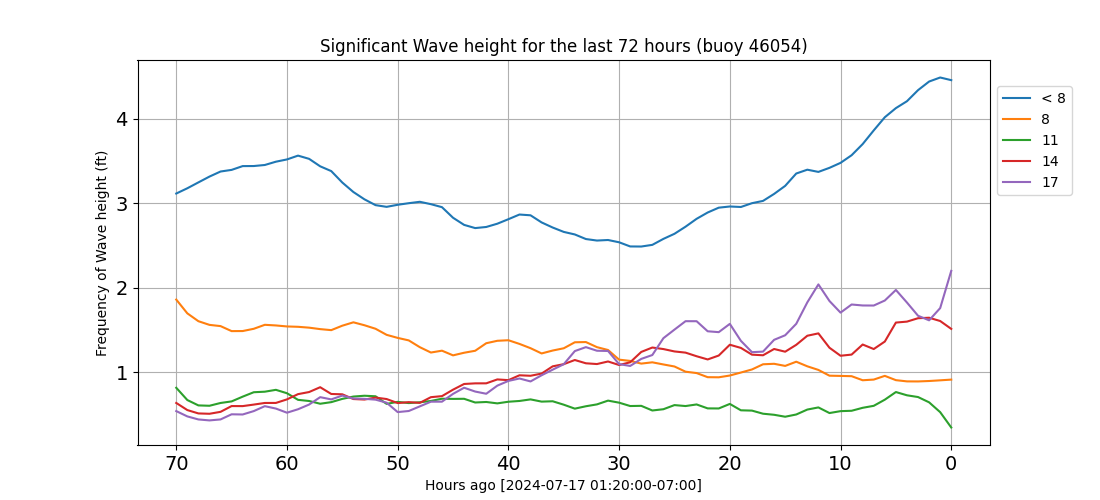 Significant Wave height for the last 72 hours (buoy 46054)
Frequency of Wave height (ft)
4
3
2
1
70 60 50 40 30 20 10 0
Hours ago [2024-07-17 01:20:00-07:00]
< 8
8
11
14
17